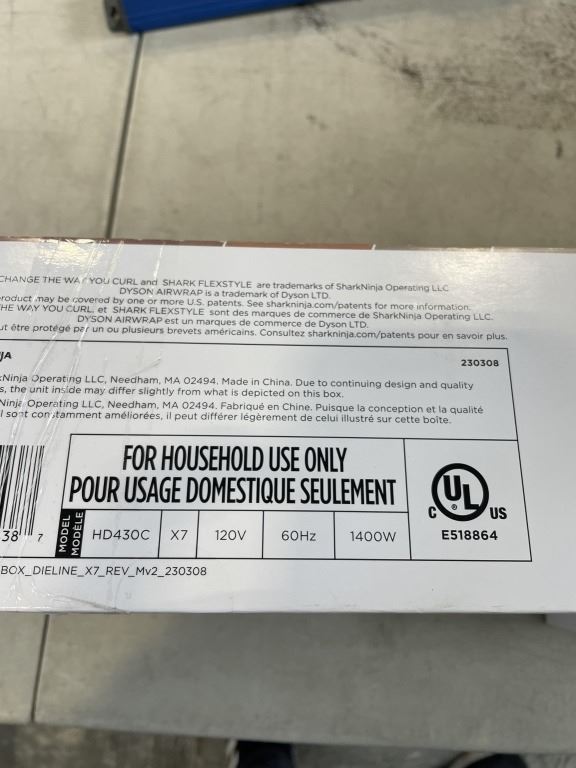 CHANGE THE WAY YOU CURL and SHARK FLEXSTYLE are trademarks of SharkNinja Operating LLC
DYSON AIRWRAP is a trademark of Dyson LTD.
roduct may be covered by one or more U.S. patents. See sharkninja.com/patents for more information.
HE WAY YOU CURL, et SHARK FLEXSTYLE sont des marques de commerce de SharkNinja Operating LLC.
DYSON AIRWRAP est un marques de commerce de Dyson LTD.
ut être protégé par un ou plusieurs brevets américains. Consultez sharkninja.com/patents pour en savoir plus.
JA
230308
kNinja Operating LLC, Needham, MA 02494. Made in China. Due to continuing design and quality
s, the unit inside may differ slightly from what is depicted on this box.
Ninja Operating LLC, Needham, MA 02494. Fabriqué en Chine. Puisque la conception et la qualité
l sont constamment améliorées, il peut différer légèrement de celui illustré sur cette boîte.
FOR HOUSEHOLD USE ONLY
POUR USAGE DOMESTIQUE SEULEMENT
38 7
MODEL
MODÈLE
HD430C X7 120V 60Hz 1400W
C UL ® US
E518864
BOX_DIELINE_X7_REV_Mv2_230308